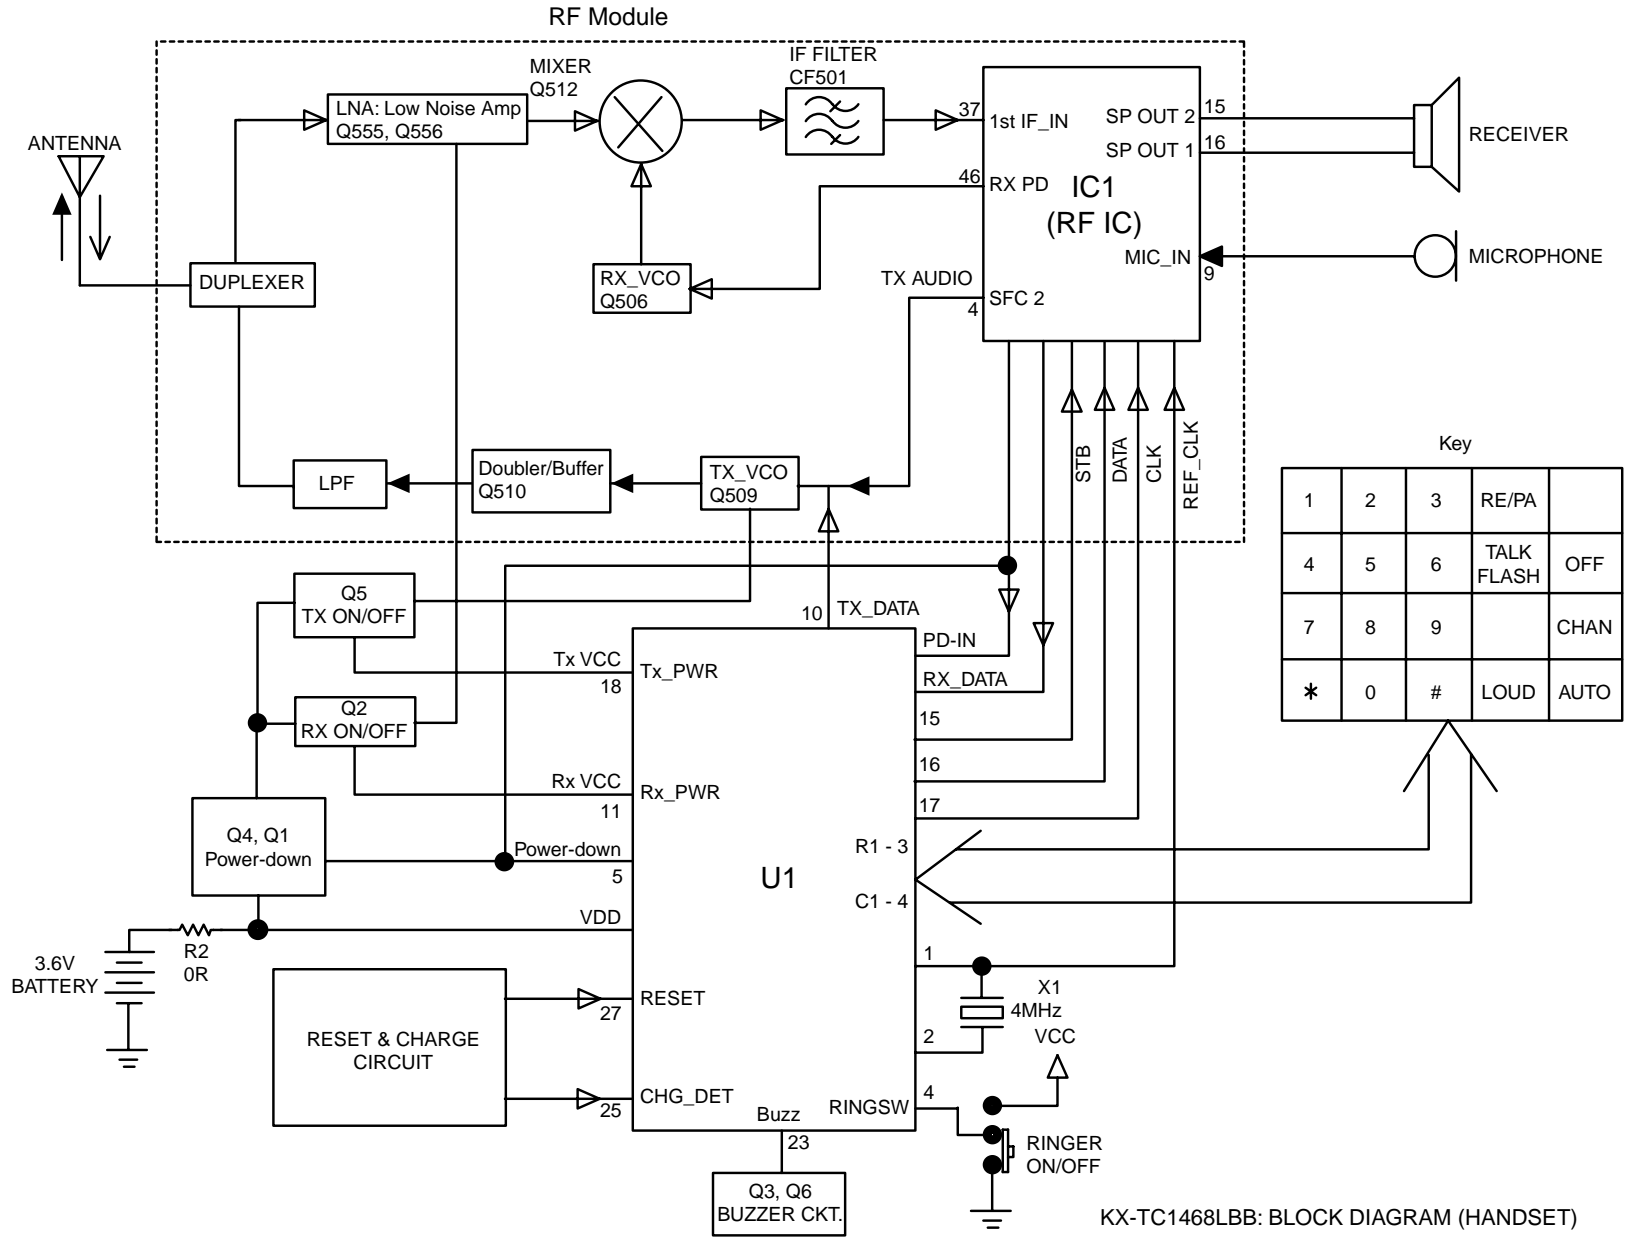 RF Module
MIXER
Q512
IF FILTER
CF501
LNA: Low Noise Amp
Q555, Q556
ANTENNA
37
1st IF_IN
SP OUT 2
15
SP OUT 1
16
RECEIVER
46
RX PD
IC1
(RF IC)
MIC_IN
9
MICROPHONE
DUPLEXER
RX_VCO
Q506
TX AUDIO
SFC 2
4
STB
DATA
CLK
REF_CLK
LPF
Doubler/Buffer
Q510
TX_VCO
Q509
Key
1
2
3
RE/PA
4
5
6
TALK
FLASH
OFF
7
8
9
CHAN
*
0
#
LOUD
AUTO
Q5
TX ON/OFF
10
TX_DATA
PD-IN
Tx VCC
18
Tx_PWR
RX_DATA
15
Q2
RX ON/OFF
16
Rx VCC
11
Rx_PWR
17
Q4, Q1
Power-down
Power-down
5
R1 - 3
U1
C1 - 4
VDD
R2
0R
3.6V
BATTERY
1
X1
4MHz
RESET
27
2
VCC
RESET & CHARGE
CIRCUIT
CHG_DET
25
4
RINGSW
Buzz
23
RINGER
ON/OFF
Q3, Q6
BUZZER CKT.
KX-TC1468LBB: BLOCK DIAGRAM (HANDSET)